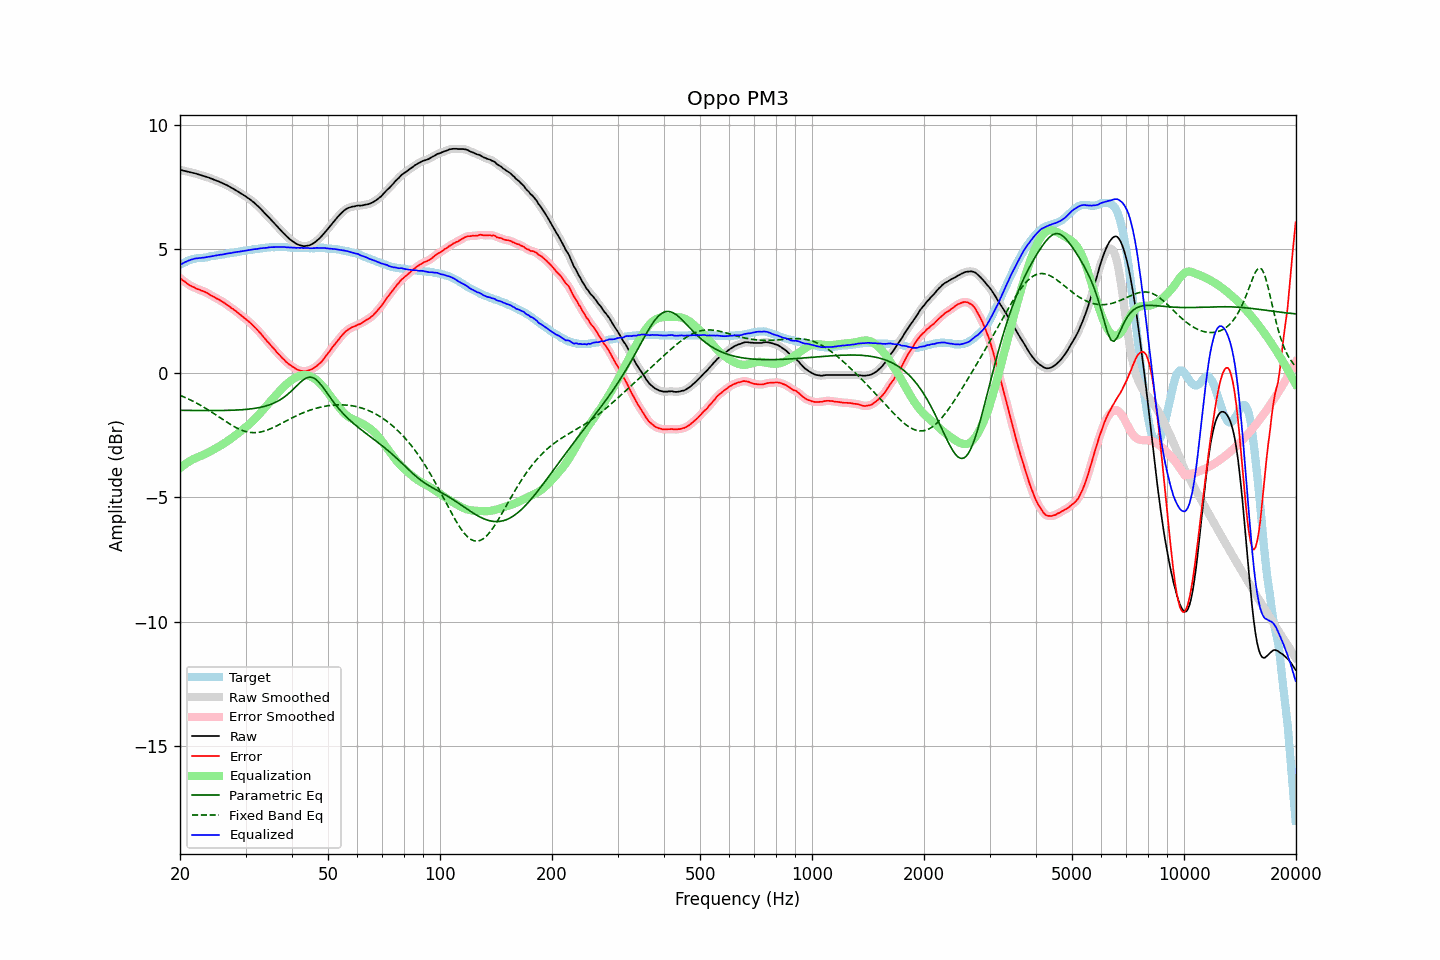 Oppo PM3
Amplitude (dBr)
10
5
0
−5
−10
−15
Target
Raw Smoothed
Error Smoothed
Raw
Error
Equalization
Parametric Eq
Fixed Band Eq
Equalized
20 50 100 200 500 1000 2000 5000 10000 20000
Frequency (Hz)